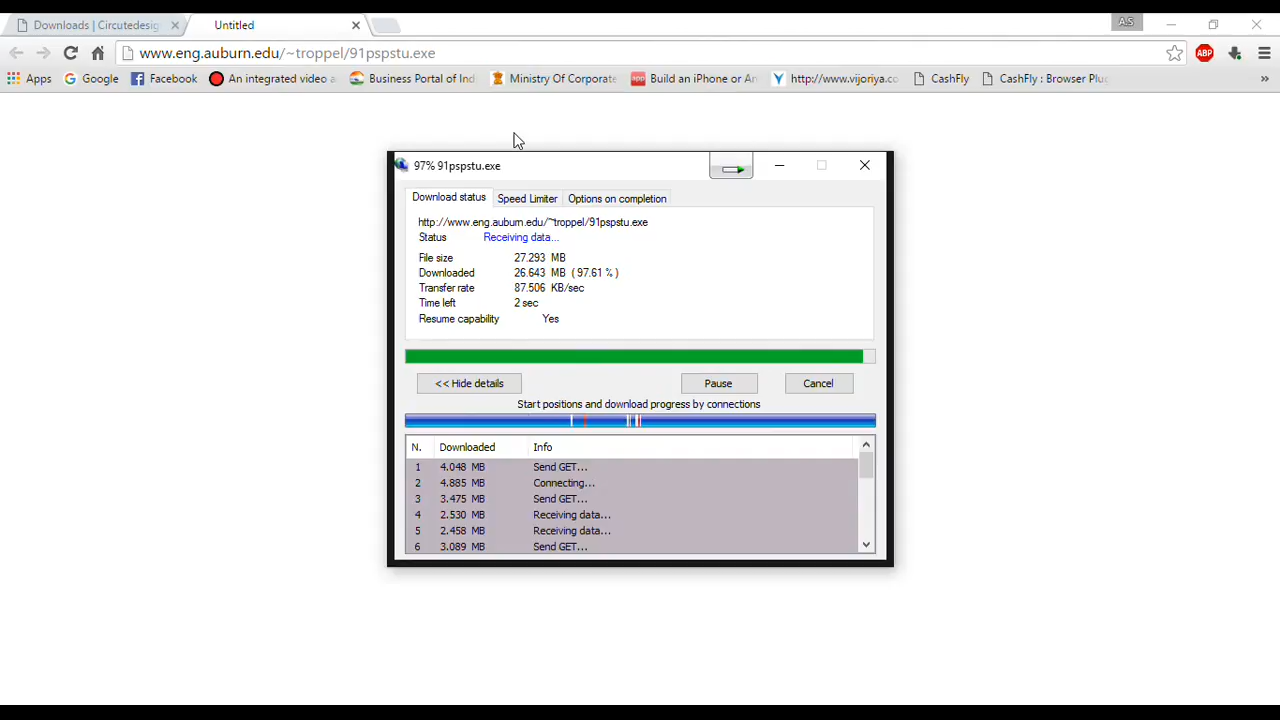 Downloads | Circutedesig
Untitled
A.S
www.eng.auburn.edu/~troppel/91pspstu.exe
ABP
Apps
Google
Facebook
An integrated video a
Business Portal of Ind
Ministry Of Corporate
app
Build an iPhone or An
http://www.vijoriya.co
CashFly
CashFly : Browser Plug
»
97% 91pspstu.exe
Download status
Speed Limiter
Options on completion
http://www.eng.auburn.edu/~troppel/91pspstu.exe
Status Receiving data...
File size 27.293 MB
Downloaded 26.643 MB ( 97.61 % )
Transfer rate 87.506 KB/sec
Time left 2 sec
Resume capability Yes
<< Hide details
Pause
Cancel
Start positions and download progress by connections
N. Downloaded Info
1 4.048 MB Send GET...
2 4.885 MB Connecting...
3 3.475 MB Send GET...
4 2.530 MB Receiving data...
5 2.458 MB Receiving data...
6 3.089 MB Send GET...